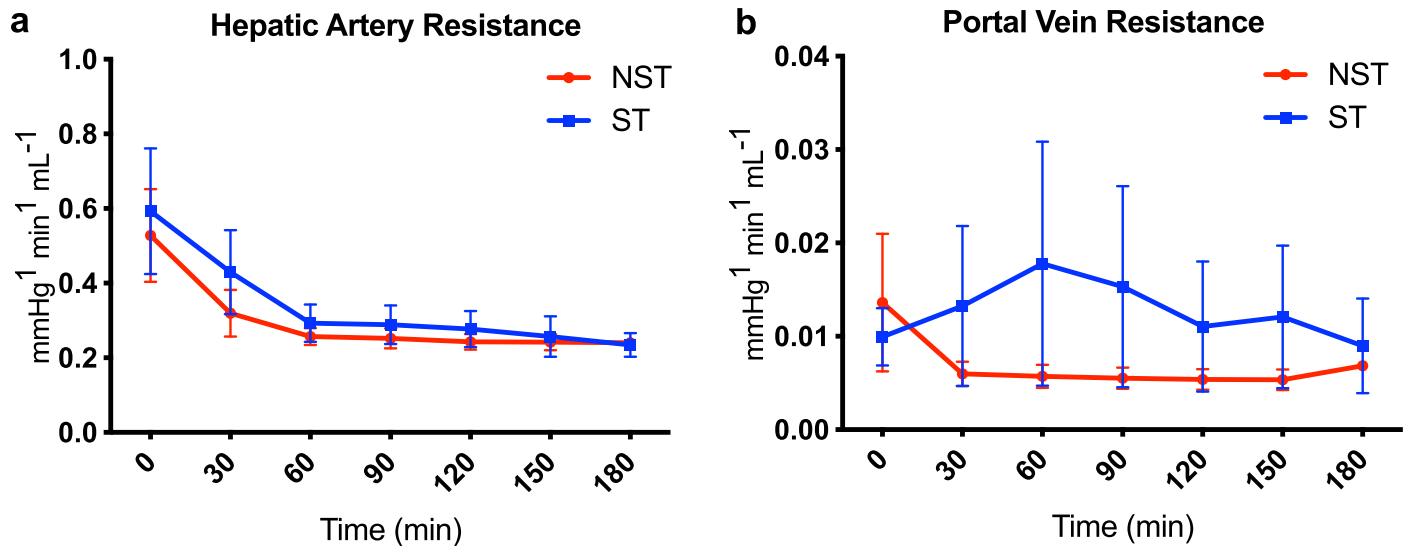 a
Hepatic Artery Resistance
NST
ST
mmHg¹ min¹ mL⁻¹
1.0
0.8
0.6
0.4
0.2
0.0
0 30 60 90 120 150 180
Time (min)
b
Portal Vein Resistance
NST
ST
mmHg¹ min¹ mL⁻¹
0.04
0.03
0.02
0.01
0.00
0 30 60 90 120 150 180
Time (min)